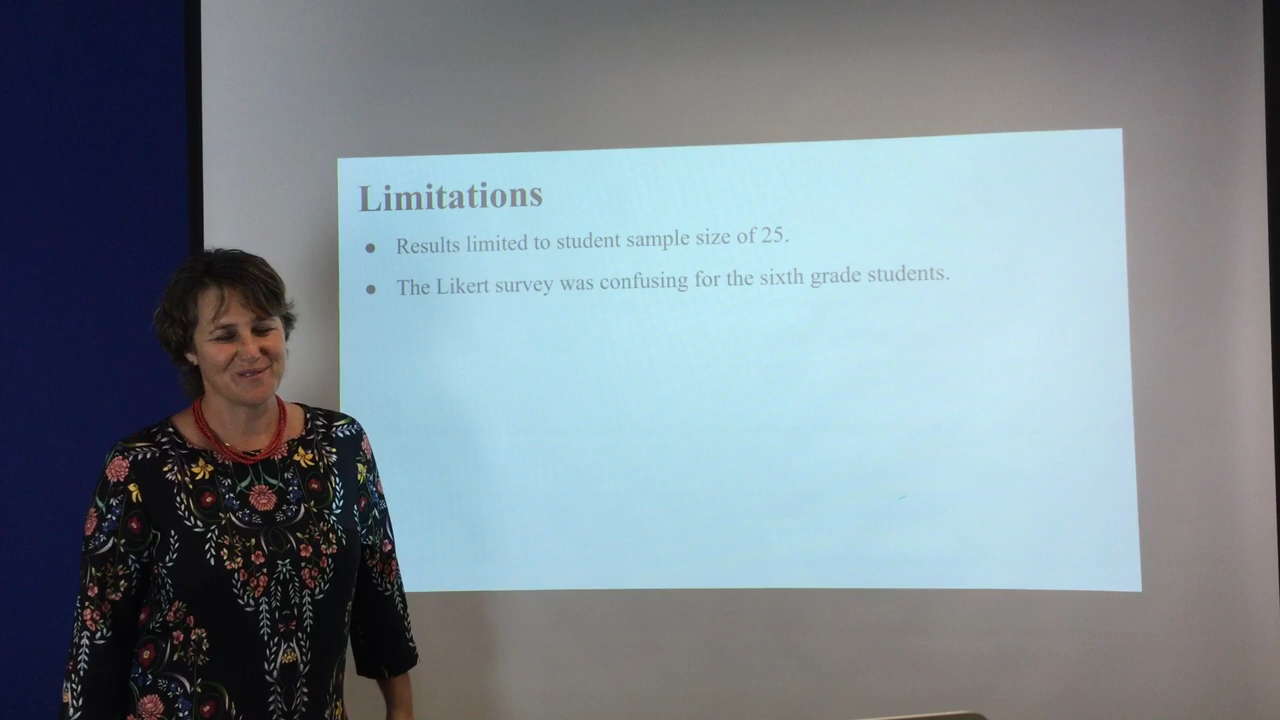 Limitations
● Results limited to student sample size of 25.
● The Likert survey was confusing for the sixth grade students.